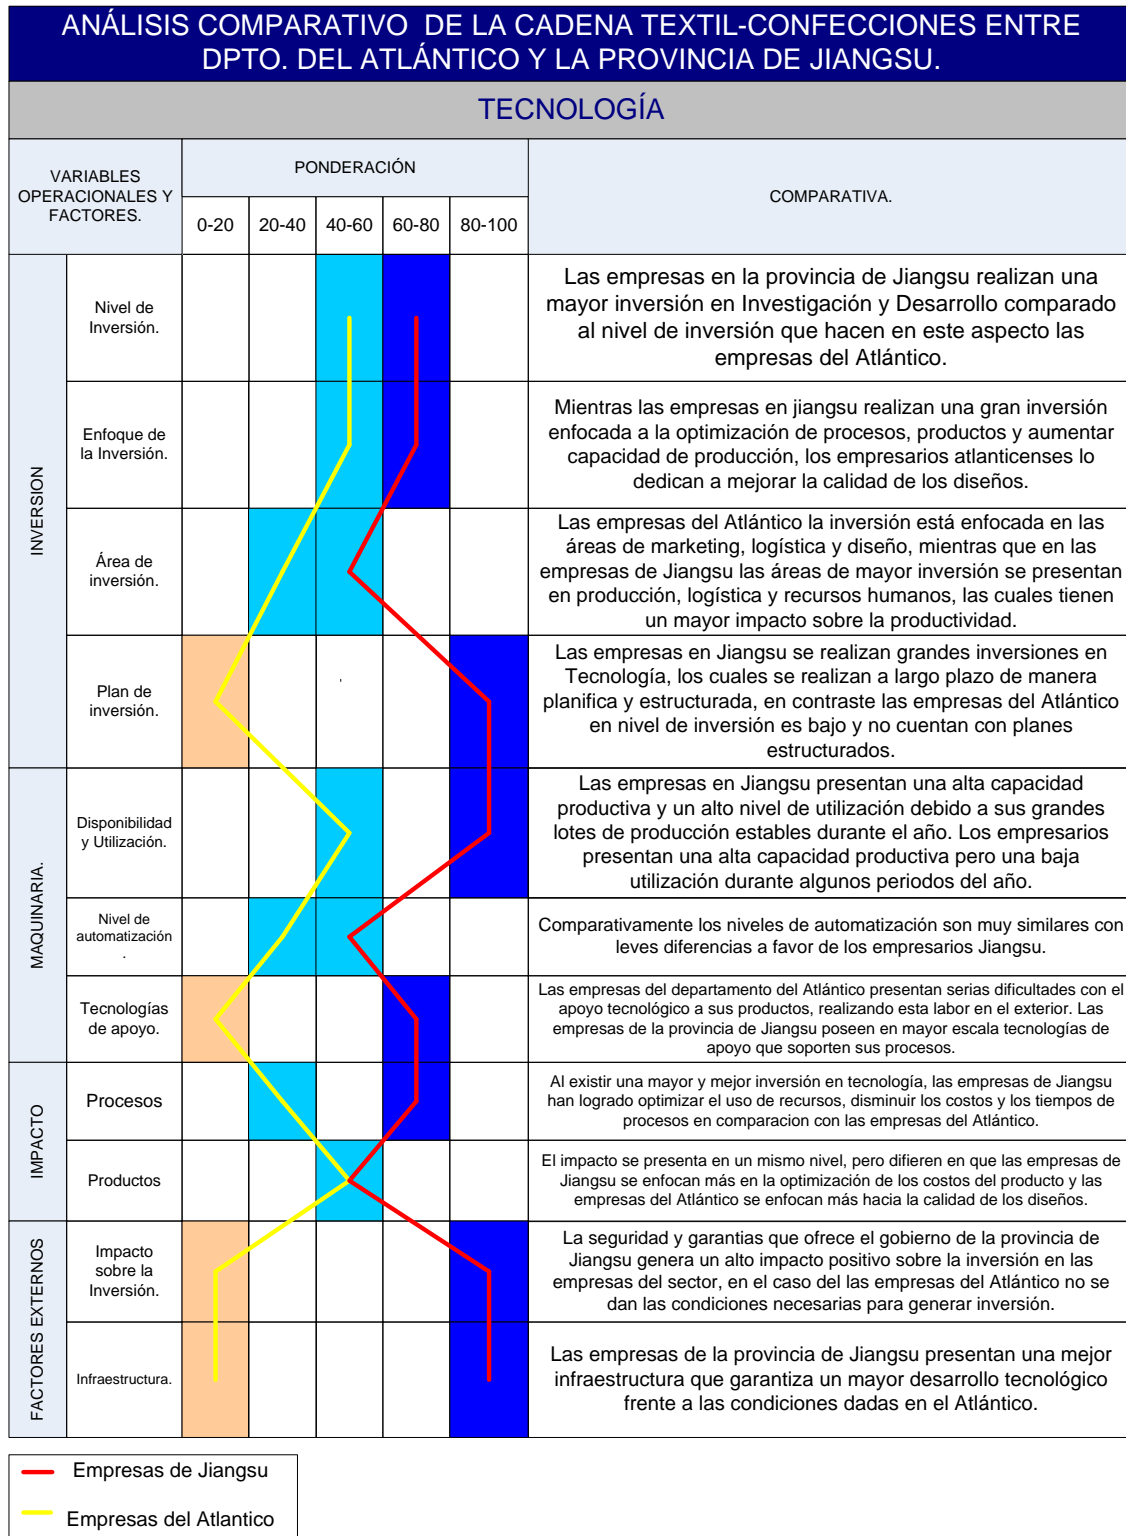 ANÁLISIS COMPARATIVO DE LA CADENA TEXTIL-CONFECCIONES ENTRE
DPTO. DEL ATLÁNTICO Y LA PROVINCIA DE JIANGSU.
TECNOLOGÍA
VARIABLES
OPERACIONALES Y
FACTORES.
PONDERACIÓN
0-20
20-40
40-60
60-80
80-100
COMPARATIVA.
INVERSION
Nivel de
Inversión.
Las empresas en la provincia de Jiangsu realizan una
mayor inversión en Investigación y Desarrollo comparado
al nivel de inversión que hacen en este aspecto las
empresas del Atlántico.
Enfoque de
la Inversión.
Mientras las empresas en jiangsu realizan una gran inversión
enfocada a la optimización de procesos, productos y aumentar
capacidad de producción, los empresarios atlanticenses lo
dedican a mejorar la calidad de los diseños.
Área de
inversión.
Las empresas del Atlántico la inversión está enfocada en las
áreas de marketing, logística y diseño, mientras que en las
empresas de Jiangsu las áreas de mayor inversión se presentan
en producción, logística y recursos humanos, las cuales tienen
un mayor impacto sobre la productividad.
Plan de
inversión.
Las empresas en Jiangsu se realizan grandes inversiones en
Tecnología, los cuales se realizan a largo plazo de manera
planifica y estructurada, en contraste las empresas del Atlántico
en nivel de inversión es bajo y no cuentan con planes
estructurados.
MAQUINARIA.
Disponibilidad
y Utilización.
Las empresas en Jiangsu presentan una alta capacidad
productiva y un alto nivel de utilización debido a sus grandes
lotes de producción estables durante el año. Los empresarios
presentan una alta capacidad productiva pero una baja
utilización durante algunos periodos del año.
Nivel de
automatización
.
Comparativamente los niveles de automatización son muy similares con
leves diferencias a favor de los empresarios Jiangsu.
Tecnologías
de apoyo.
Las empresas del departamento del Atlántico presentan serias dificultades con el
apoyo tecnológico a sus productos, realizando esta labor en el exterior. Las
empresas de la provincia de Jiangsu poseen en mayor escala tecnologías de
apoyo que soporten sus procesos.
IMPACTO
Procesos
Al existir una mayor y mejor inversión en tecnología, las empresas de Jiangsu
han logrado optimizar el uso de recursos, disminuir los costos y los tiempos de
procesos en comparacion con las empresas del Atlántico.
Productos
El impacto se presenta en un mismo nivel, pero difieren en que las empresas de
Jiangsu se enfocan más en la optimización de los costos del producto y las
empresas del Atlántico se enfocan más hacia la calidad de los diseños.
FACTORES EXTERNOS
Impacto
sobre la
Inversión.
La seguridad y garantias que ofrece el gobierno de la provincia de
Jiangsu genera un alto impacto positivo sobre la inversión en las
empresas del sector, en el caso del las empresas del Atlántico no se
dan las condiciones necesarias para generar inversión.
Infraestructura.
Las empresas de la provincia de Jiangsu presentan una mejor
infraestructura que garantiza un mayor desarrollo tecnológico
frente a las condiciones dadas en el Atlántico.
Empresas de Jiangsu
Empresas del Atlantico